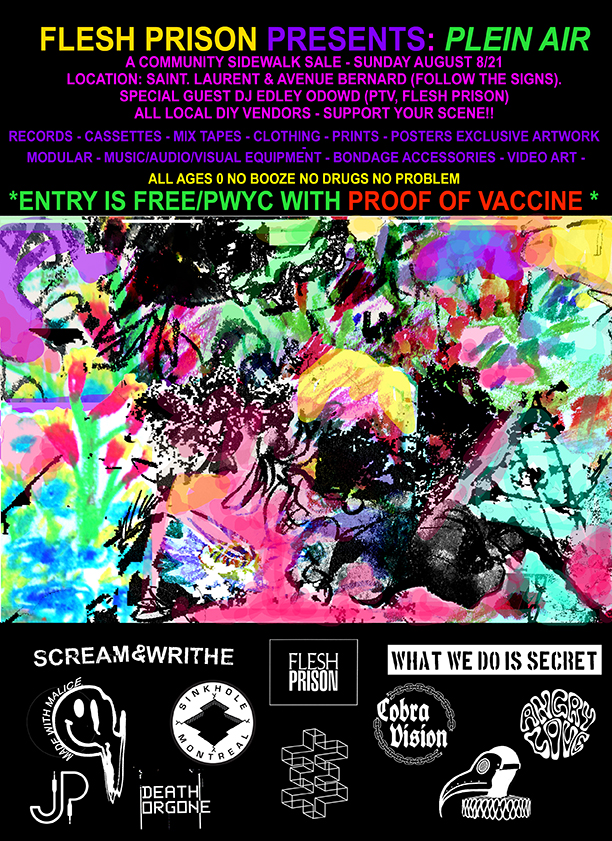 FLESH PRISON PRESENTS: PLEIN AIR
A COMMUNITY SIDEWALK SALE - SUNDAY AUGUST 8/21
LOCATION: SAINT. LAURENT & AVENUE BERNARD (FOLLOW THE SIGNS).
SPECIAL GUEST DJ EDLEY ODOWD (PTV, FLESH PRISON)
ALL LOCAL DIY VENDORS - SUPPORT YOUR SCENE!!
RECORDS - CASSETTES - MIX TAPES - CLOTHING - PRINTS - POSTERS EXCLUSIVE ARTWORK
-
MODULAR - MUSIC/AUDIO/VISUAL EQUIPMENT - BONDAGE ACCESSORIES - VIDEO ART -
ALL AGES 0 NO BOOZE NO DRUGS NO PROBLEM
*ENTRY IS FREE/PWYC WITH PROOF OF VACCINE *
SCREAM&WRITHE
FLESH
PRISON
WHAT WE DO IS SECRET
MADE WITH MALICE
SINKHOLE
MONTREAL
Cobra
Vision
ANGRY
LOVE
JP
DEATH
ORGONE